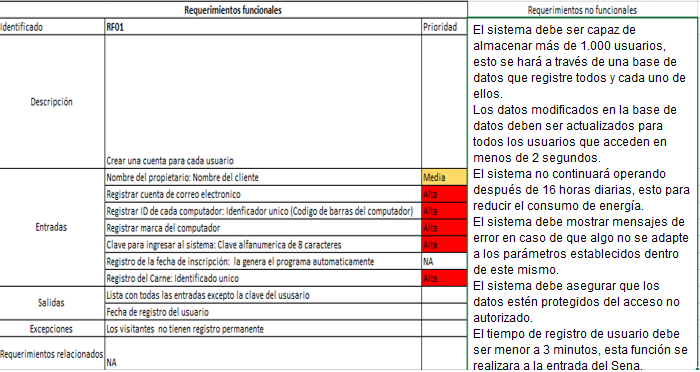 Requerimientos funcionales
Requerimientos no funcionales
Identificado RF01 Prioridad
Descripción
Crear una cuenta para cada usuario
Entradas
Nombre del propietario: Nombre del cliente Media
Registrar cuenta de correo electronico Alta
Registrar ID de cada computador: Idenficador unico (Codigo de barras del computador) Alta
Registrar marca del computador Alta
Clave para ingresar al sistema: Clave alfanumerica de 8 caracteres Alta
Registro de la fecha de inscripción: la genera el programa automaticamente NA
Registro del Carne: Identificado unico Alta
Salidas
Lista con todas las entradas excepto la clave del ususario
Fecha de registro del usuario
Excepciones Los visitantes no tienen registro permanente
Requerimientos relacionados NA
El sistema debe ser capaz de
almacenar más de 1.000 usuarios,
esto se hará a través de una base de
datos que registre todos y cada uno de
ellos.
Los datos modificados en la base de
datos deben ser actualizados para
todos los usuarios que acceden en
menos de 2 segundos.
El sistema no continuará operando
después de 16 horas diarias, esto para
reducir el consumo de energía.
El sistema debe mostrar mensajes de
error en caso de que algo no se adapte
a los parámetros establecidos dentro
de este mismo.
El sistema debe asegurar que los
datos estén protegidos del acceso no
autorizado.
El tiempo de registro de usuario debe
ser menor a 3 minutos, esta función se
realizara a la entrada del Sena.